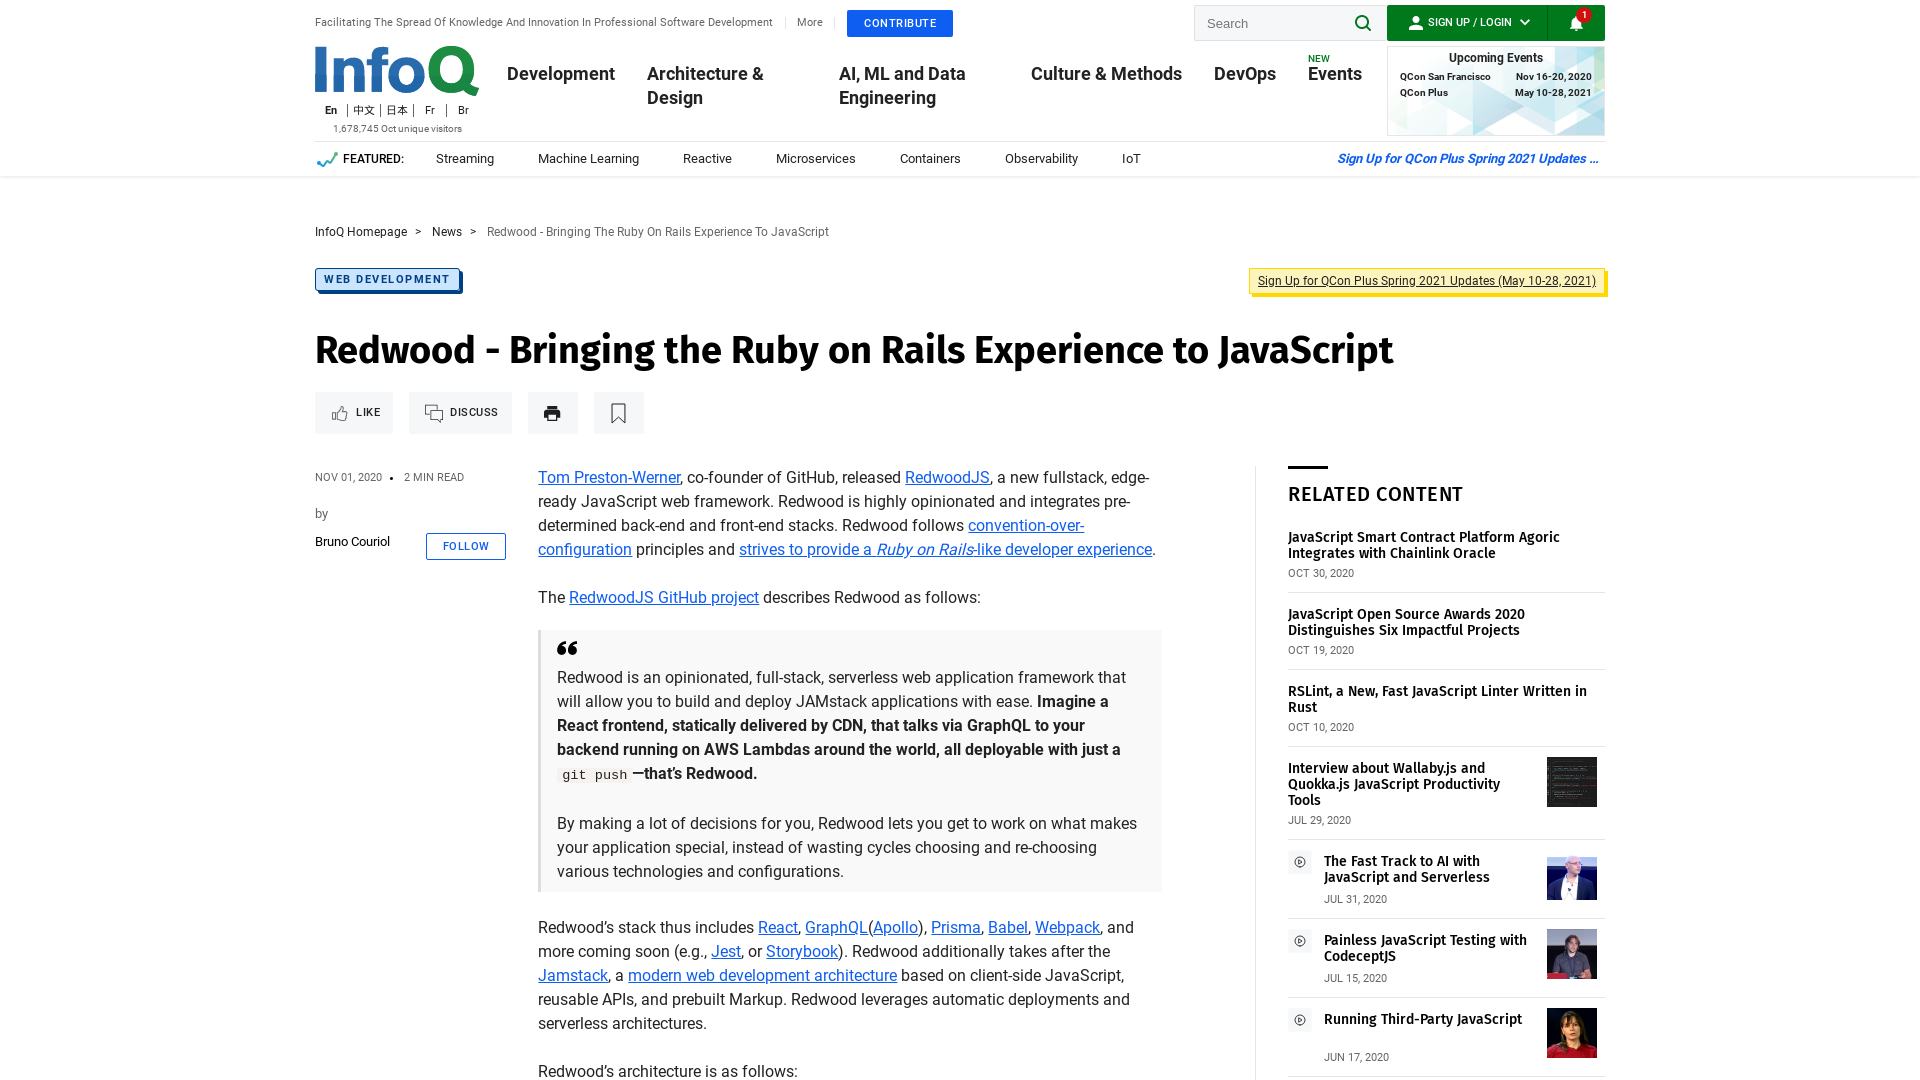 Facilitating The Spread Of Knowledge And Innovation In Professional Software Development
More
CONTRIBUTE
Search
SIGN UP / LOGIN
1
InfoQ
En
中文
日本
Fr
Br
1,678,745 Oct unique visitors
Development
Architecture &
Design
AI, ML and Data
Engineering
Culture & Methods
DevOps
NEW
Events
Upcoming Events
QCon San Francisco Nov 16-20, 2020
QCon Plus May 10-28, 2021
FEATURED:
Streaming
Machine Learning
Reactive
Microservices
Containers
Observability
IoT
Sign Up for QCon Plus Spring 2021 Updates ...
InfoQ Homepage > News > Redwood - Bringing The Ruby On Rails Experience To JavaScript
WEB DEVELOPMENT
Sign Up for QCon Plus Spring 2021 Updates (May 10-28, 2021)
Redwood - Bringing the Ruby on Rails Experience to JavaScript
LIKE
DISCUSS
NOV 01, 2020 • 2 MIN READ
by
Bruno Couriol
FOLLOW
Tom Preston-Werner, co-founder of GitHub, released RedwoodJS, a new fullstack, edge-
ready JavaScript web framework. Redwood is highly opinionated and integrates pre-
determined back-end and front-end stacks. Redwood follows convention-over-
configuration principles and strives to provide a Ruby on Rails-like developer experience.
The RedwoodJS GitHub project describes Redwood as follows:
Redwood is an opinionated, full-stack, serverless web application framework that
will allow you to build and deploy JAMstack applications with ease. Imagine a
React frontend, statically delivered by CDN, that talks via GraphQL to your
backend running on AWS Lambdas around the world, all deployable with just a
git push—that’s Redwood.
By making a lot of decisions for you, Redwood lets you get to work on what makes
your application special, instead of wasting cycles choosing and re-choosing
various technologies and configurations.
Redwood’s stack thus includes React, GraphQL(Apollo), Prisma, Babel, Webpack, and
more coming soon (e.g., Jest, or Storybook). Redwood additionally takes after the
Jamstack, a modern web development architecture based on client-side JavaScript,
reusable APIs, and prebuilt Markup. Redwood leverages automatic deployments and
serverless architectures.
Redwood’s architecture is as follows:
RELATED CONTENT
JavaScript Smart Contract Platform Agoric
Integrates with Chainlink Oracle
OCT 30, 2020
JavaScript Open Source Awards 2020
Distinguishes Six Impactful Projects
OCT 19, 2020
RSLint, a New, Fast JavaScript Linter Written in
Rust
OCT 10, 2020
Interview about Wallaby.js and
Quokka.js JavaScript Productivity
Tools
JUL 29, 2020
The Fast Track to AI with
JavaScript and Serverless
JUL 31, 2020
Painless JavaScript Testing with
CodeceptJS
JUL 15, 2020
Running Third-Party JavaScript
JUN 17, 2020